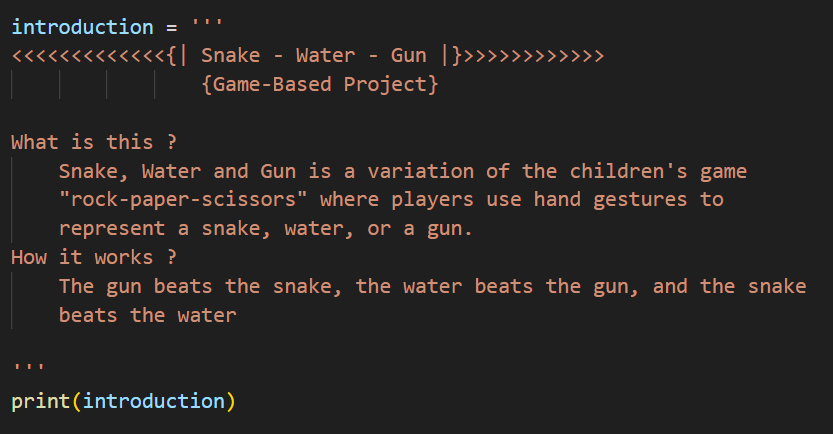 introduction = '''
<<<<<<<<<<<<<{| Snake - Water - Gun |}>>>>>>>>>>>>
                {Game-Based Project}

What is this ?
    Snake, Water and Gun is a variation of the children's game
    "rock-paper-scissors" where players use hand gestures to
    represent a snake, water, or a gun.
How it works ?
    The gun beats the snake, the water beats the gun, and the snake
    beats the water

'''
print(introduction)